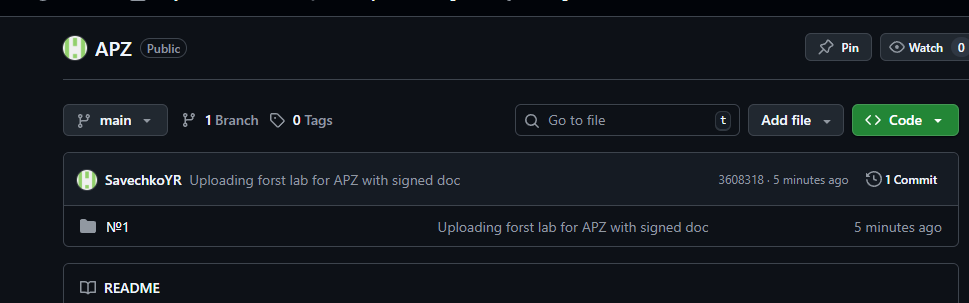 APZ Public Pin Watch 0
main 1 Branch 0 Tags Go to file t Add file Code
SavechkoYR Uploading forst lab for APZ with signed doc 3608318 · 5 minutes ago 1 Commit
№1 Uploading forst lab for APZ with signed doc 5 minutes ago
README